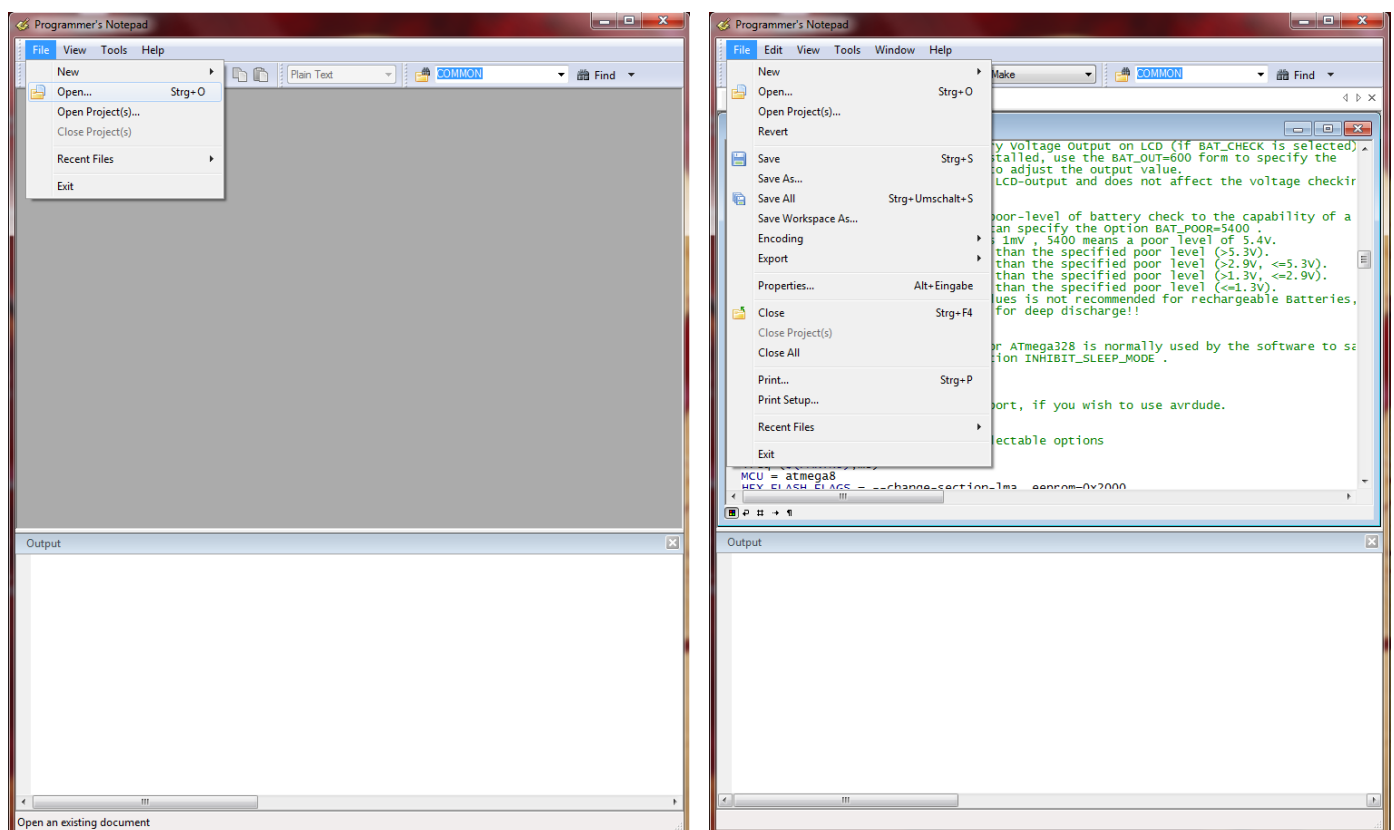 Programmer's Notepad
File View Tools Help
Plain Text COMMON Find
New
Open... Strg+O
Open Project(s)...
Close Project(s)
Recent Files
Exit
Output
Open an existing document
Programmer's Notepad
File Edit View Tools Window Help
Make COMMON Find
New
Open... Strg+O
Open Project(s)...
Revert
Save Strg+S
Save As...
Save All Strg+Umschalt+S
Save Workspace As...
Encoding
Export
Properties... Alt+Eingabe
Close Strg+F4
Close Project(s)
Close All
Print... Strg+P
Print Setup...
Recent Files
Exit
y Voltage Output on LCD (if BAT_CHECK is selected)
stalled, use the BAT_OUT=600 form to specify the
to adjust the output value.
LCD-output and does not affect the voltage checkin
poor-level of battery check to the capability of a
can specify the Option BAT_POOR=5400 .
s 1mV , 5400 means a poor level of 5.4V.
than the specified poor level (>5.3V).
than the specified poor level (>2.9V, <=5.3V).
than the specified poor level (>1.3V, <=2.9V).
than the specified poor level (<=1.3V).
lues is not recommended for rechargeable Batteries,
for deep discharge!!
or ATmega328 is normally used by the software to sa
tion INHIBIT_SLEEP_MODE .
port, if you wish to use avrdude.
lectable options
MCU = atmega8
HEX_FLASH_FLAGS = --change-section-lma .eeprom=0x2000
Output